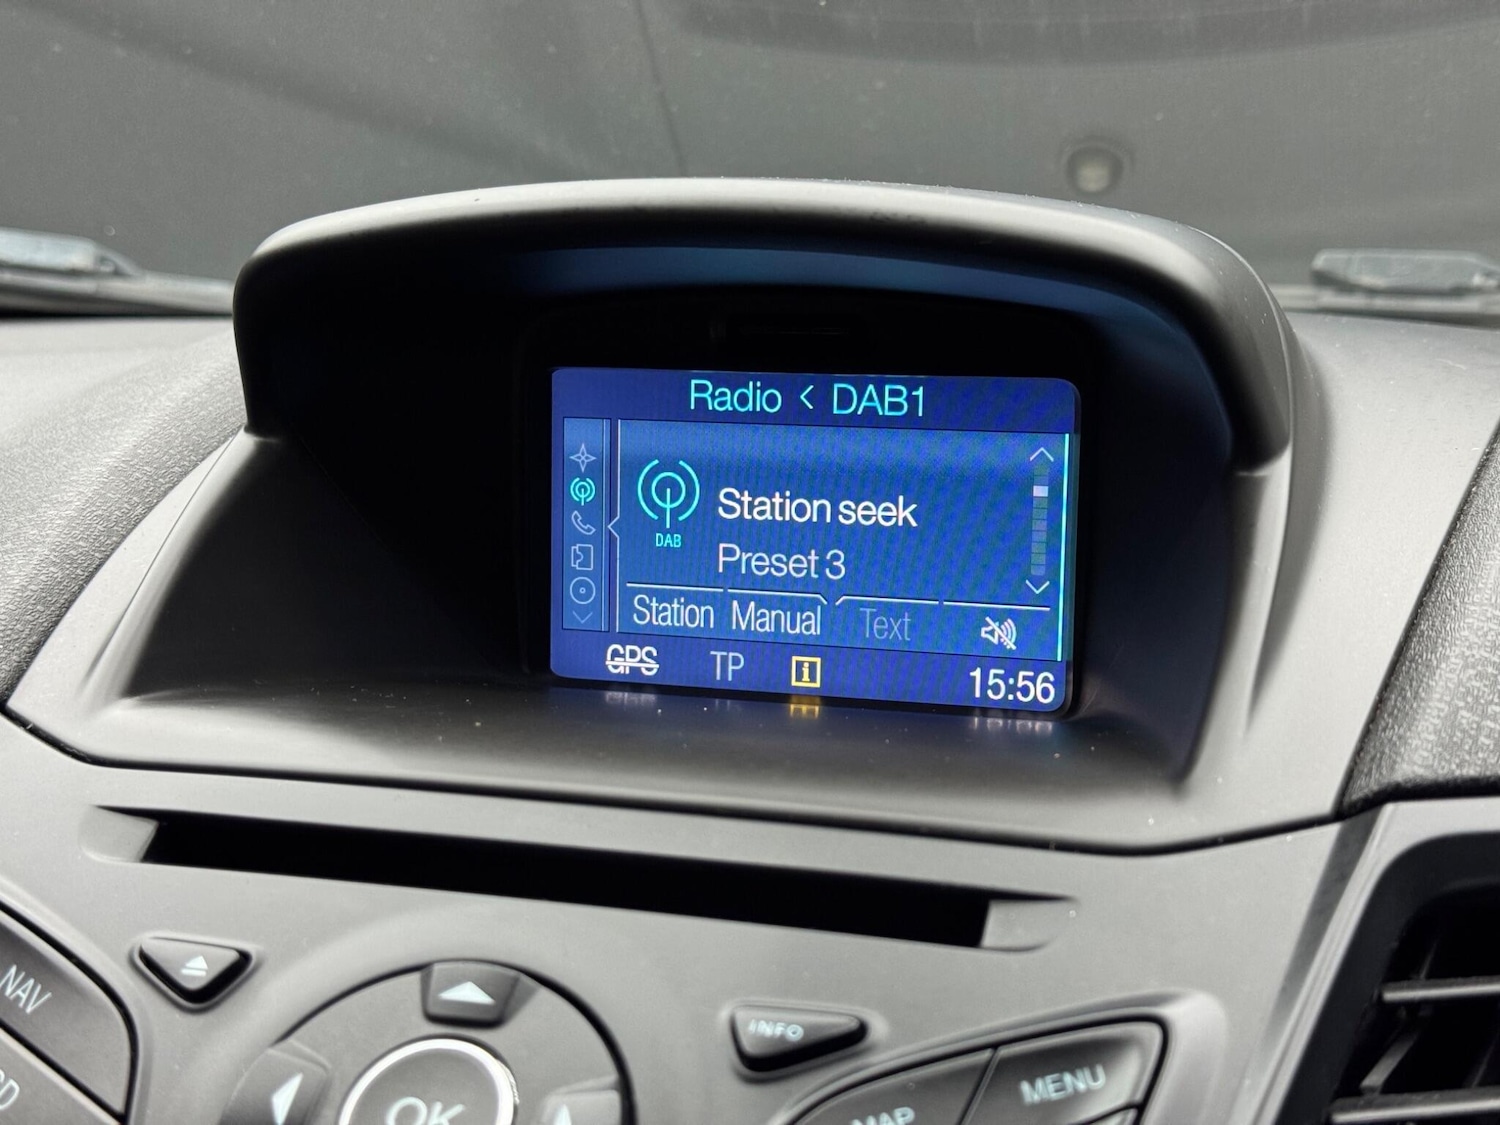 Radio < DAB1
DAB
Station seek
Preset 3
Station Manual Text
GPS TP i 15:56
NAV
INFO
MENU
MAP
OK